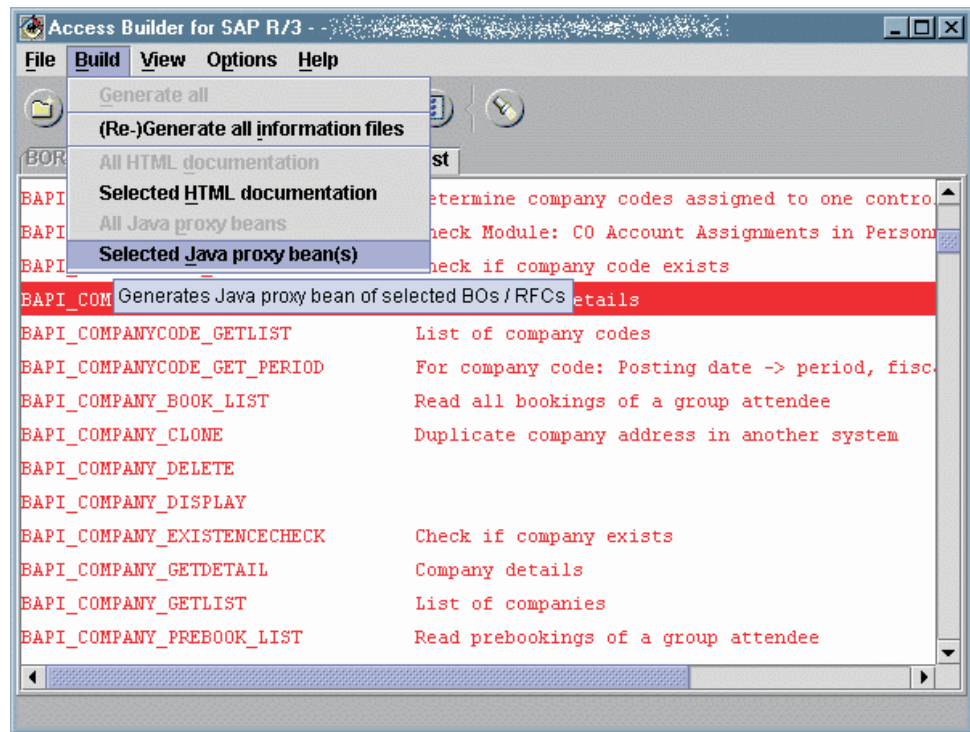 Access Builder for SAP R/3 - -
File Build View Options Help
Generate all
(Re-)Generate all information files
BOR st
All HTML documentation
BAPI etermine company codes assigned to one contro
Selected HTML documentation
BAPI heck Module: CO Account Assignments in Person
All Java proxy beans
BAPI heck if company code exists
Selected Java proxy bean(s)
BAPI_COM etails
Generates Java proxy bean of selected BOs / RFCs
BAPI_COMPANYCODE_GETLIST List of company codes
BAPI_COMPANYCODE_GET_PERIOD For company code: Posting date -> period, fisc
BAPI_COMPANY_BOOK_LIST Read all bookings of a group attendee
BAPI_COMPANY_CLONE Duplicate company address in another system
BAPI_COMPANY_DELETE
BAPI_COMPANY_DISPLAY
BAPI_COMPANY_EXISTENCECHECK Check if company exists
BAPI_COMPANY_GETDETAIL Company details
BAPI_COMPANY_GETLIST List of companies
BAPI_COMPANY_PREBOOK_LIST Read prebookings of a group attendee